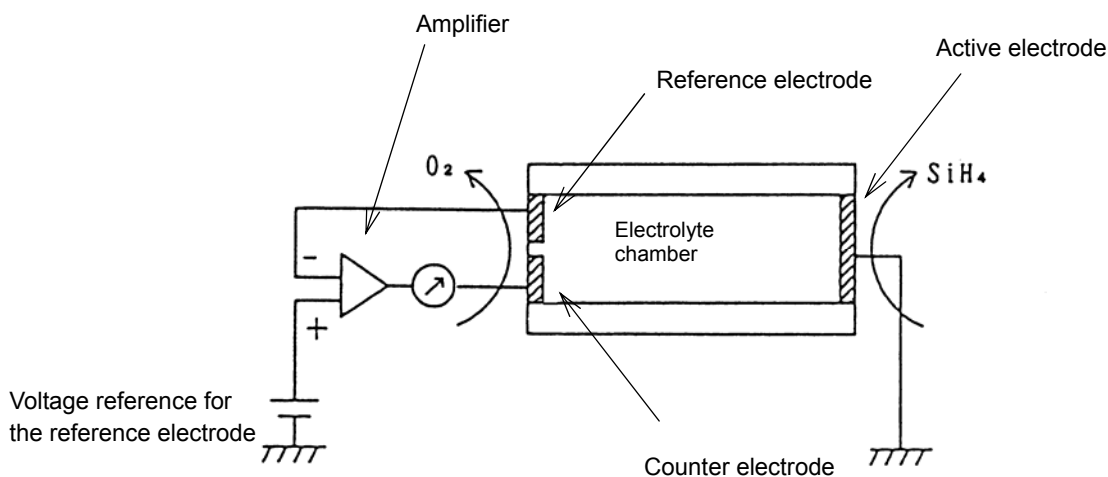 Amplifier
Active electrode
Reference electrode
O₂
SiH₄
Electrolyte
chamber
-
+
Voltage reference for
the reference electrode
Counter electrode